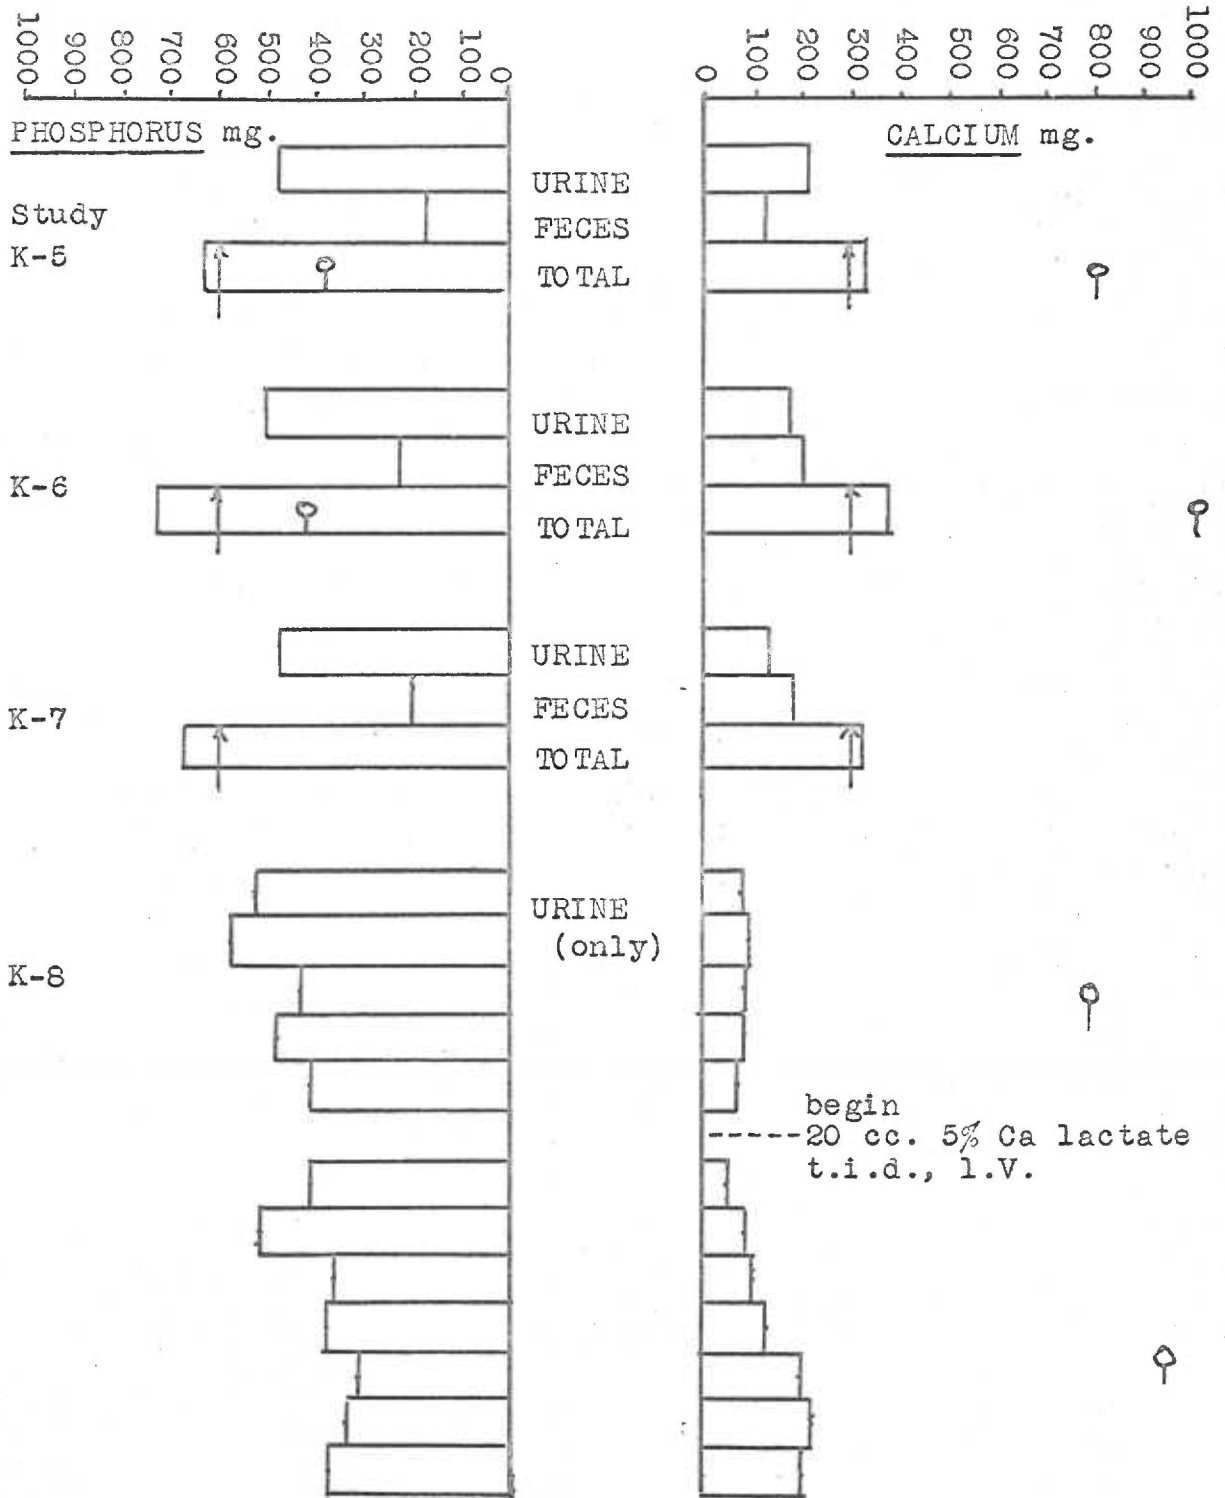 1000 900 800 700 600 500 400 300 200 100 0
0 100 200 300 400 500 600 700 800 900 1000
PHOSPHORUS mg.
CALCIUM mg.
Study
K-5
URINE
FECES
TOTAL
K-6
URINE
FECES
TOTAL
K-7
URINE
FECES
TOTAL
K-8
URINE
(only)
begin
-----20 cc. 5% Ca lactate
t.i.d., l.V.